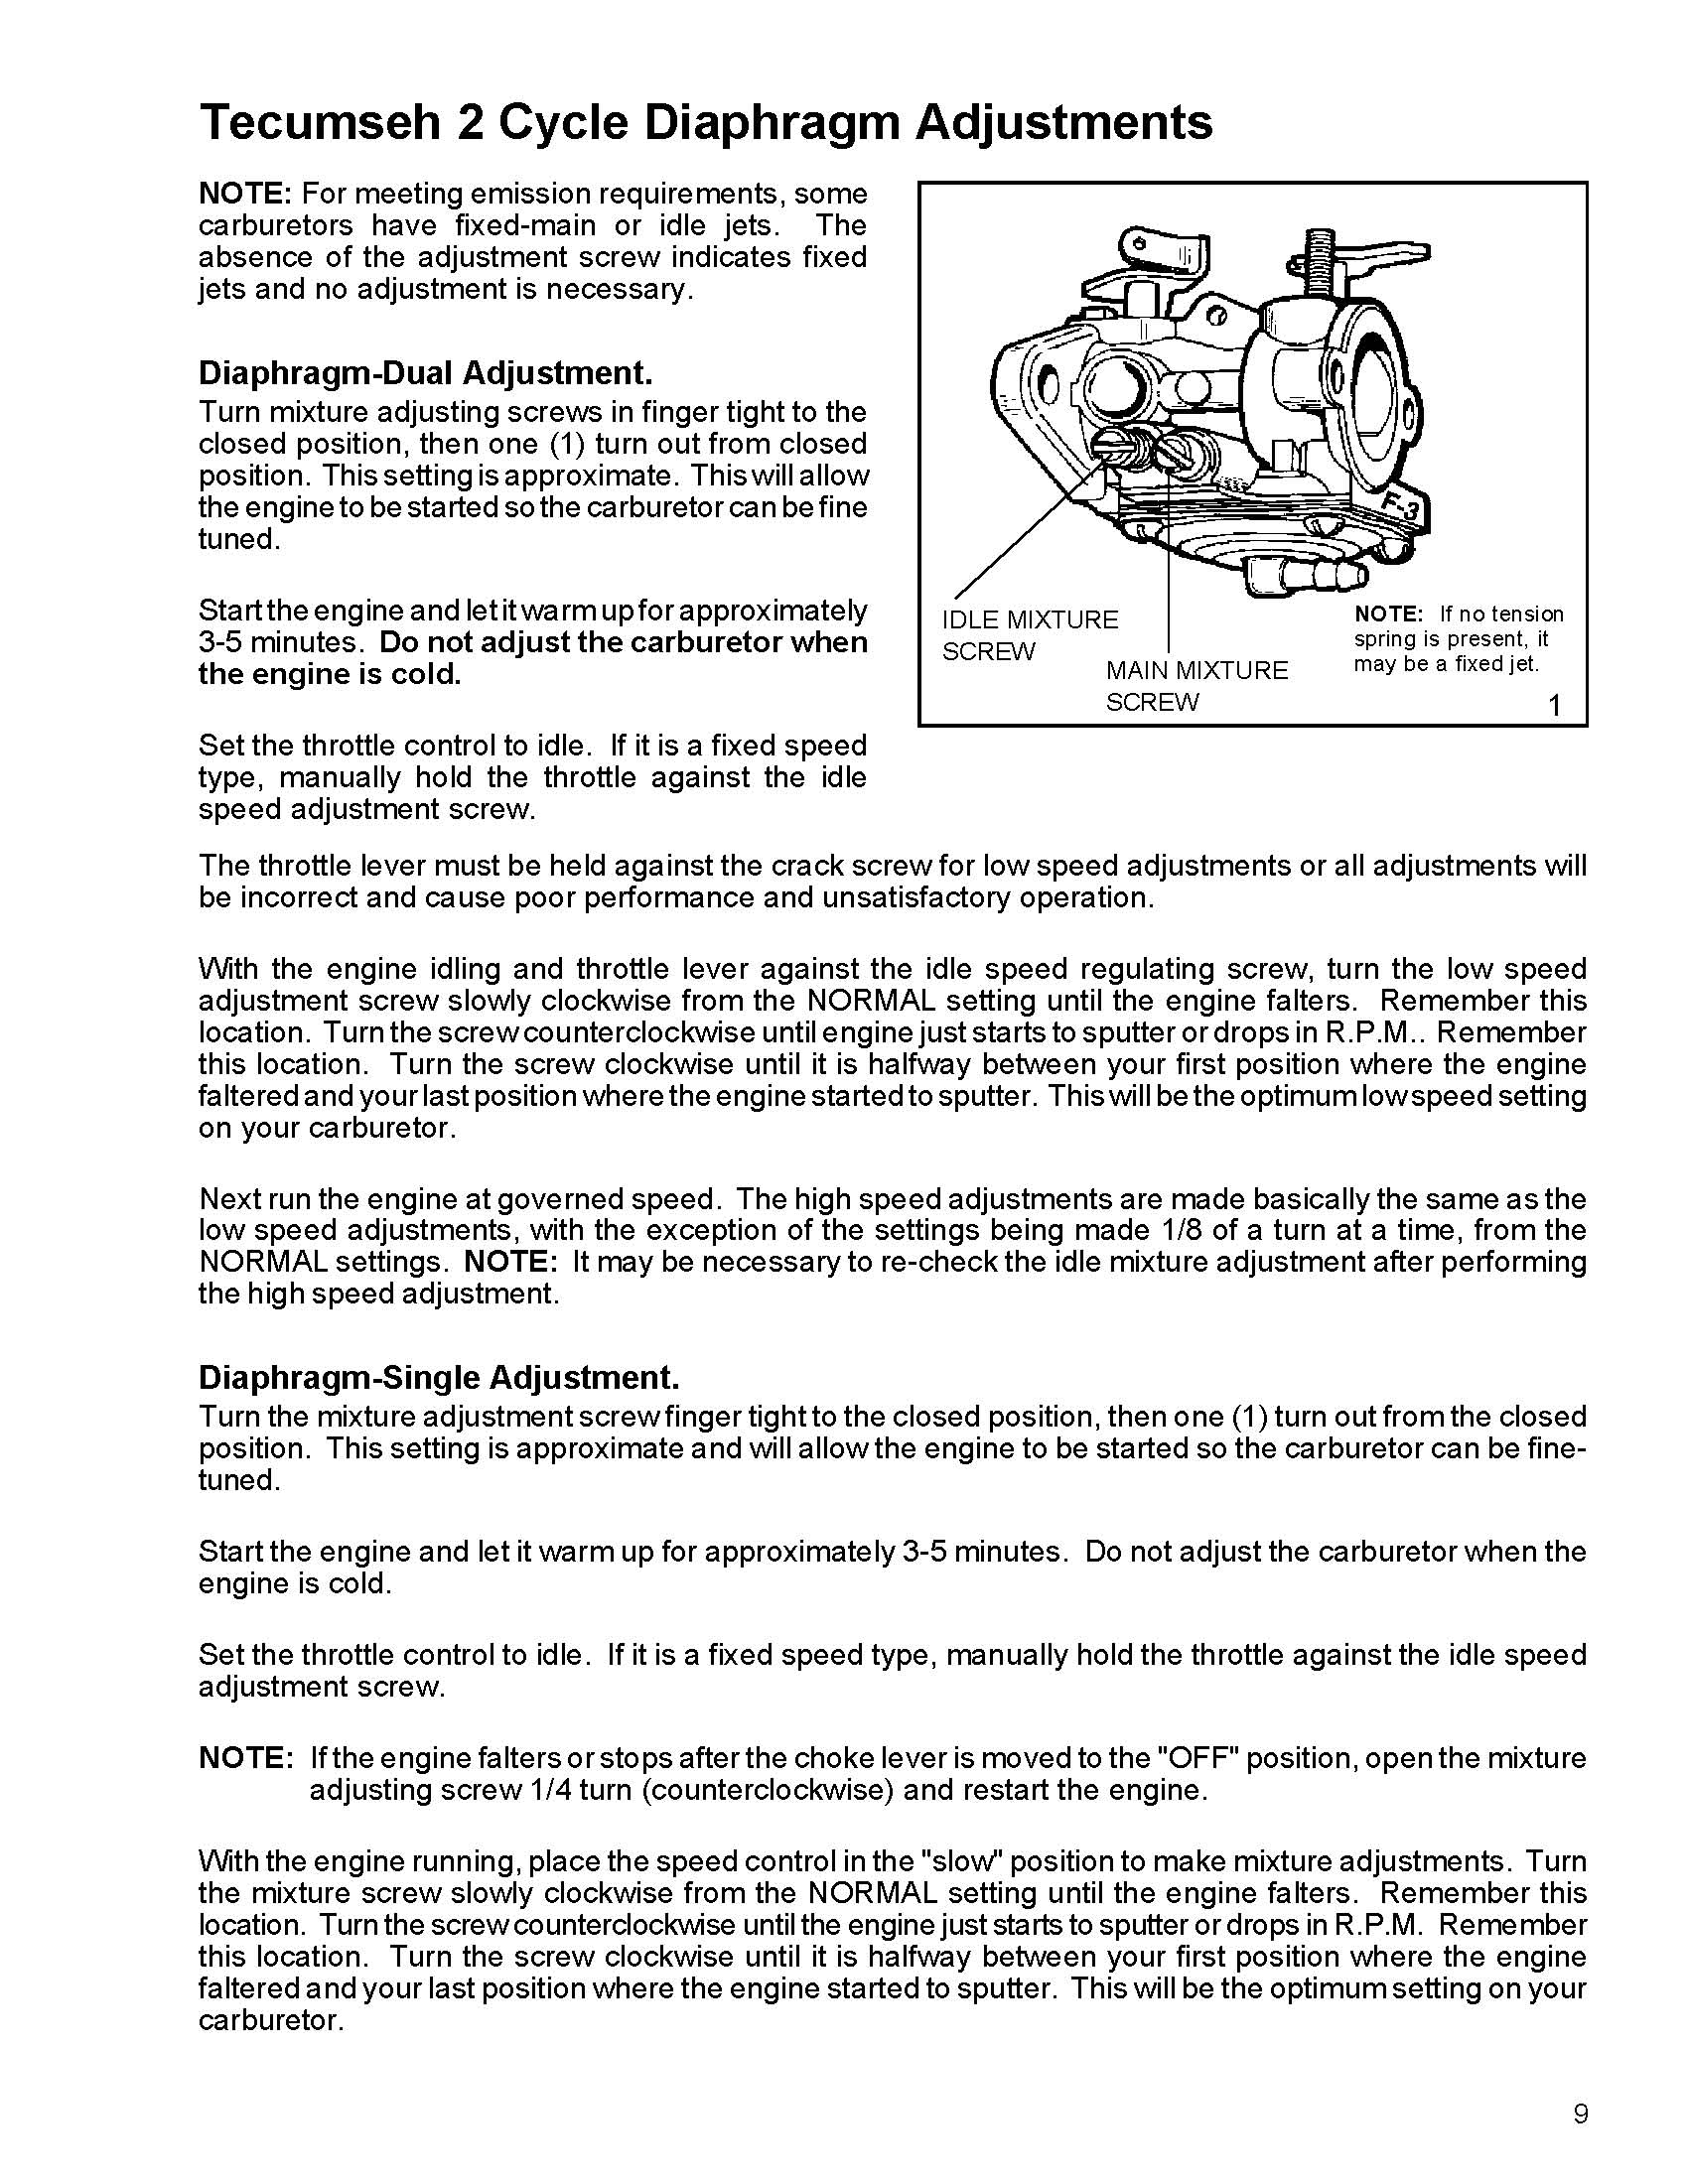 Tecumseh 2 Cycle Diaphragm Adjustments
NOTE: For meeting emission requirements, some
carburetors have fixed-main or idle jets. The
absence of the adjustment screw indicates fixed
jets and no adjustment is necessary.
Diaphragm-Dual Adjustment.
Turn mixture adjusting screws in finger tight to the
closed position, then one (1) turn out from closed
position. This setting is approximate. This will allow
the engine to be started so the carburetor can be fine
tuned.
Start the engine and let it warm up for approximately
3-5 minutes. Do not adjust the carburetor when
the engine is cold.
Set the throttle control to idle. If it is a fixed speed
type, manually hold the throttle against the idle
speed adjustment screw.
F-3
IDLE MIXTURE
SCREW
MAIN MIXTURE
SCREW
NOTE: If no tension
spring is present, it
may be a fixed jet.
1
The throttle lever must be held against the crack screw for low speed adjustments or all adjustments will
be incorrect and cause poor performance and unsatisfactory operation.
With the engine idling and throttle lever against the idle speed regulating screw, turn the low speed
adjustment screw slowly clockwise from the NORMAL setting until the engine falters. Remember this
location. Turn the screw counterclockwise until engine just starts to sputter or drops in R.P.M.. Remember
this location. Turn the screw clockwise until it is halfway between your first position where the engine
faltered and your last position where the engine started to sputter. This will be the optimum low speed setting
on your carburetor.
Next run the engine at governed speed. The high speed adjustments are made basically the same as the
low speed adjustments, with the exception of the settings being made 1/8 of a turn at a time, from the
NORMAL settings. NOTE: It may be necessary to re-check the idle mixture adjustment after performing
the high speed adjustment.
Diaphragm-Single Adjustment.
Turn the mixture adjustment screw finger tight to the closed position, then one (1) turn out from the closed
position. This setting is approximate and will allow the engine to be started so the carburetor can be fine-
tuned.
Start the engine and let it warm up for approximately 3-5 minutes. Do not adjust the carburetor when the
engine is cold.
Set the throttle control to idle. If it is a fixed speed type, manually hold the throttle against the idle speed
adjustment screw.
NOTE: If the engine falters or stops after the choke lever is moved to the "OFF" position, open the mixture
adjusting screw 1/4 turn (counterclockwise) and restart the engine.
With the engine running, place the speed control in the "slow" position to make mixture adjustments. Turn
the mixture screw slowly clockwise from the NORMAL setting until the engine falters. Remember this
location. Turn the screw counterclockwise until the engine just starts to sputter or drops in R.P.M. Remember
this location. Turn the screw clockwise until it is halfway between your first position where the engine
faltered and your last position where the engine started to sputter. This will be the optimum setting on your
carburetor.
9